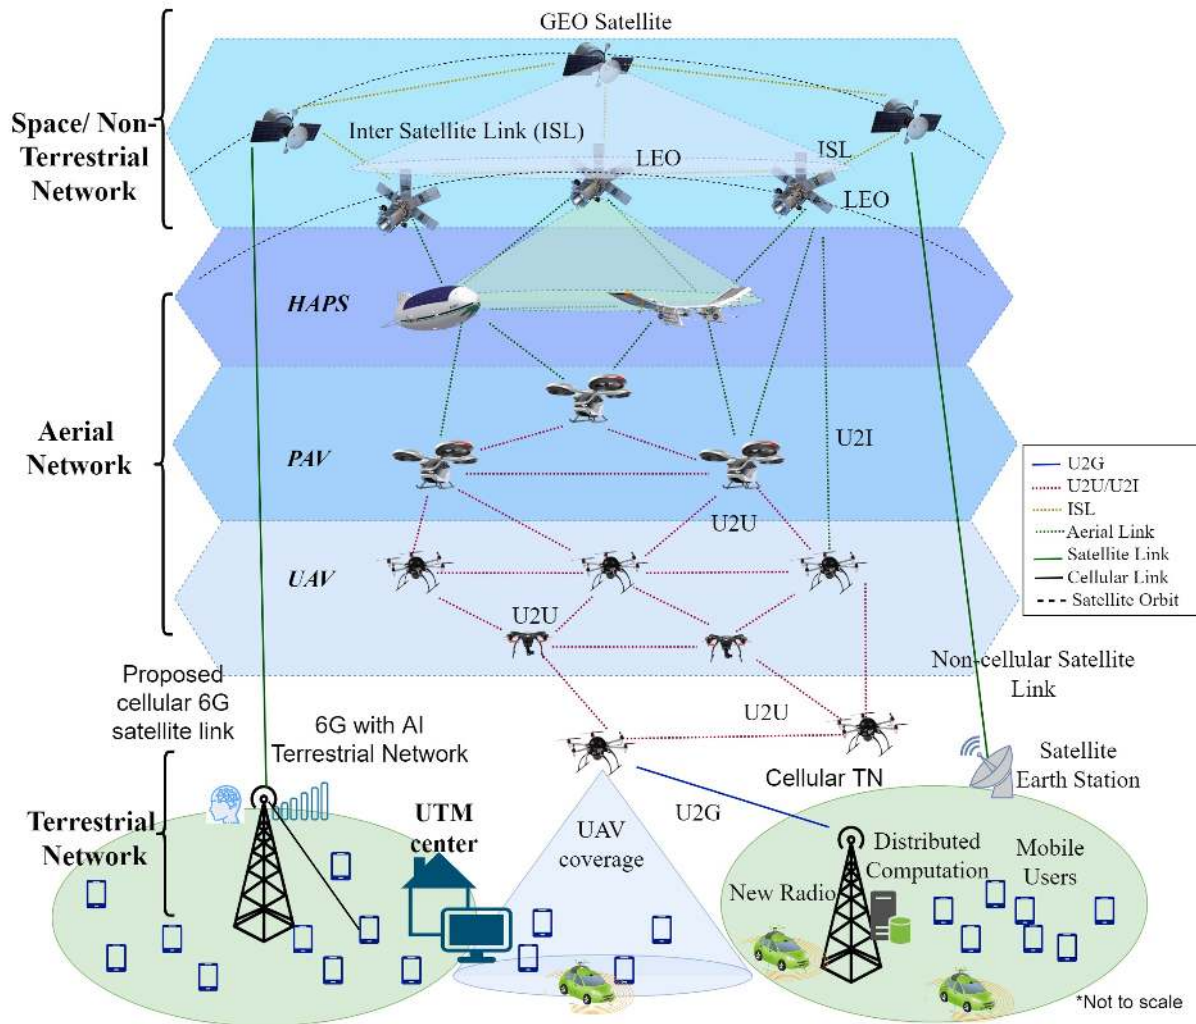 GEO Satellite
Space/ Non-
Terrestrial
Network
Inter Satellite Link (ISL)
LEO
ISL
LEO
HAPS
Aerial
Network
PAV
U2I
U2G
U2U/U2I
ISL
Aerial Link
Satellite Link
Cellular Link
Satellite Orbit
U2U
UAV
U2U
Proposed
cellular 6G
satellite link
Non-cellular Satellite
Link
6G with AI
Terrestrial Network
U2U
Cellular TN
Satellite
Earth Station
Terrestrial
Network
UTM
center
UAV
coverage
U2G
Distributed
Computation
Mobile
Users
New Radio
*Not to scale